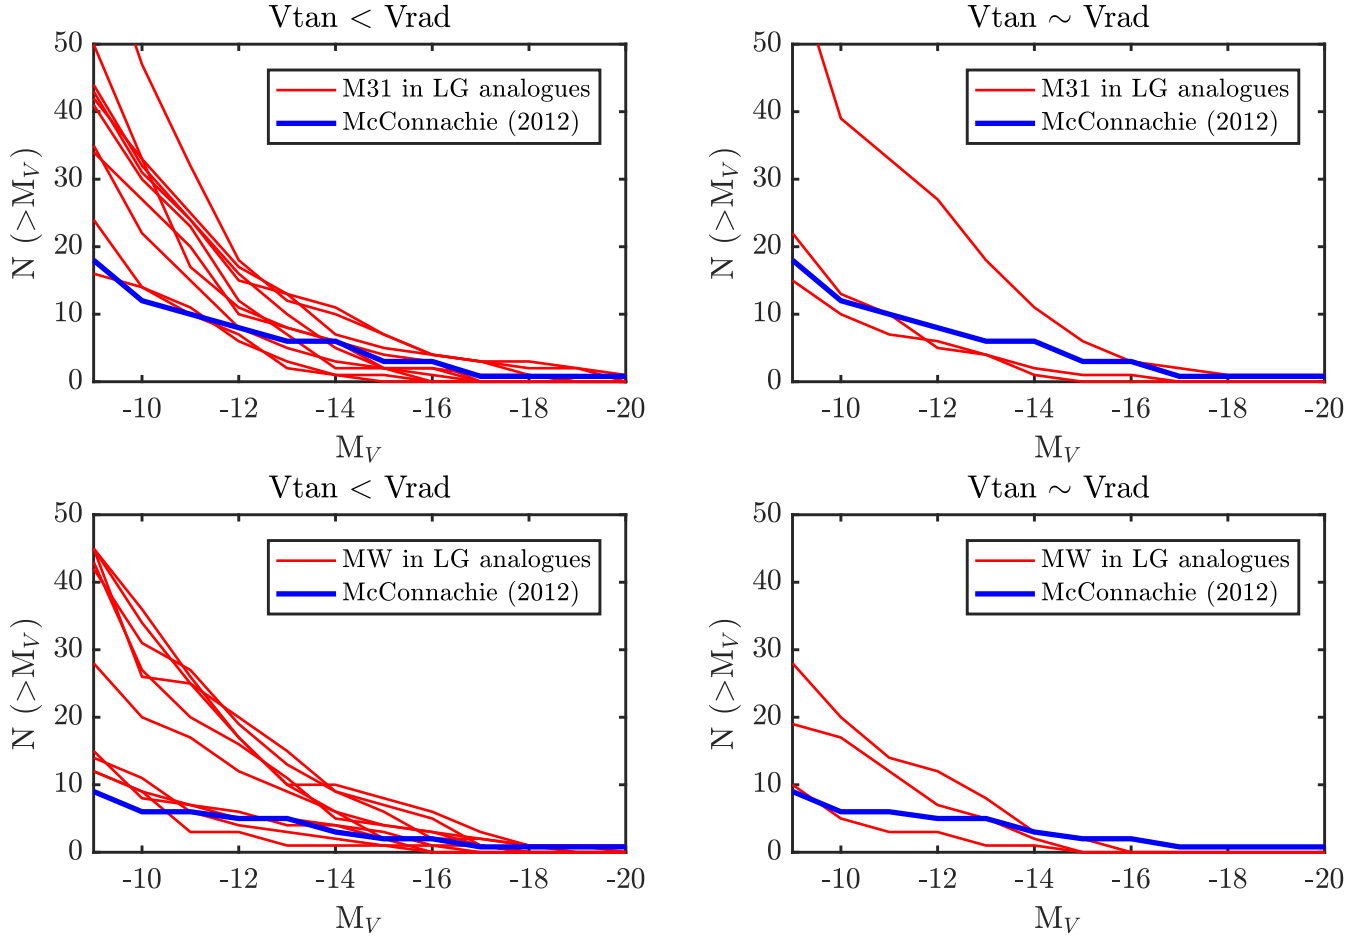 Vtan < Vrad
50
40
30
20
10
0
N (>M_V)
M31 in LG analogues
McConnachie (2012)
-10 -12 -14 -16 -18 -20
M_V
Vtan ∼ Vrad
50
40
30
20
10
0
N (>M_V)
M31 in LG analogues
McConnachie (2012)
-10 -12 -14 -16 -18 -20
M_V
Vtan < Vrad
50
40
30
20
10
0
N (>M_V)
MW in LG analogues
McConnachie (2012)
-10 -12 -14 -16 -18 -20
M_V
Vtan ∼ Vrad
50
40
30
20
10
0
N (>M_V)
MW in LG analogues
McConnachie (2012)
-10 -12 -14 -16 -18 -20
M_V